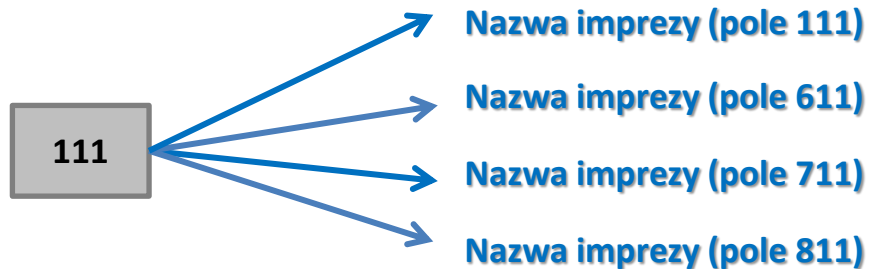 Nazwa imprezy (pole 111)
Nazwa imprezy (pole 611)
111
Nazwa imprezy (pole 711)
Nazwa imprezy (pole 811)